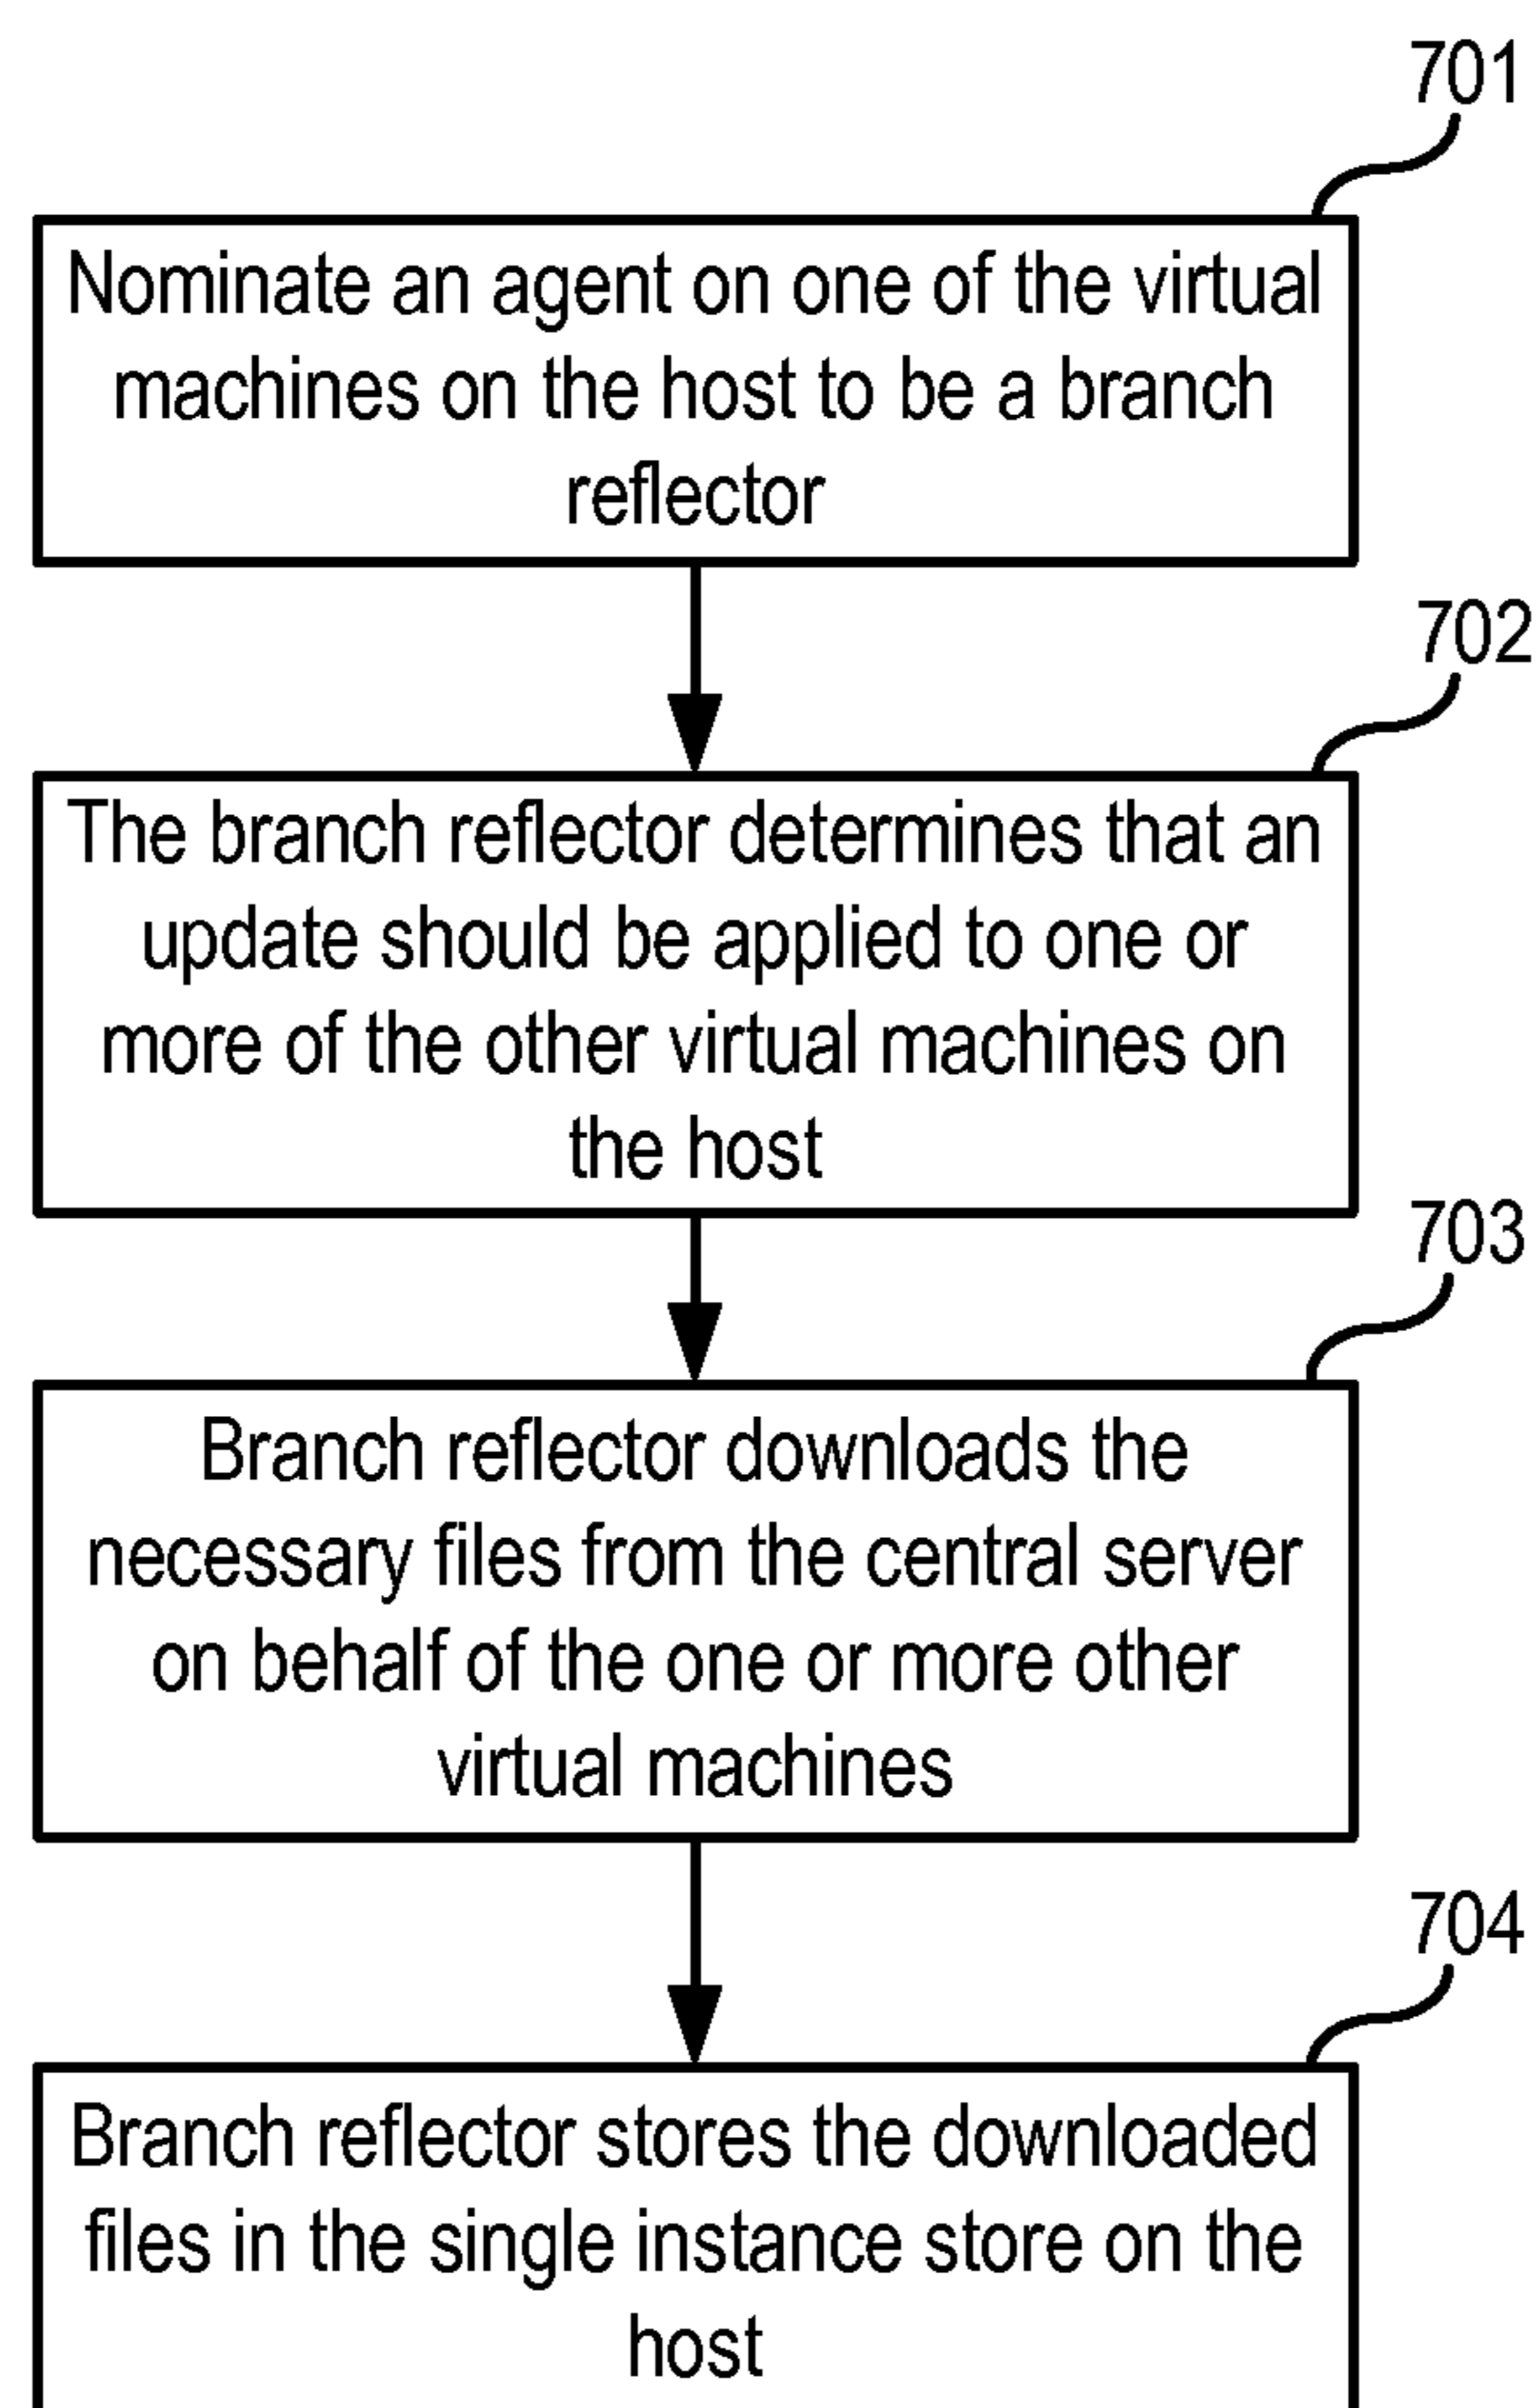 701
Nominate an agent on one of the virtual
machines on the host to be a branch
reflector
702
The branch reflector determines that an
update should be applied to one or
more of the other virtual machines on
the host
703
Branch reflector downloads the
necessary files from the central server
on behalf of the one or more other
virtual machines
704
Branch reflector stores the downloaded
files in the single instance store on the
host